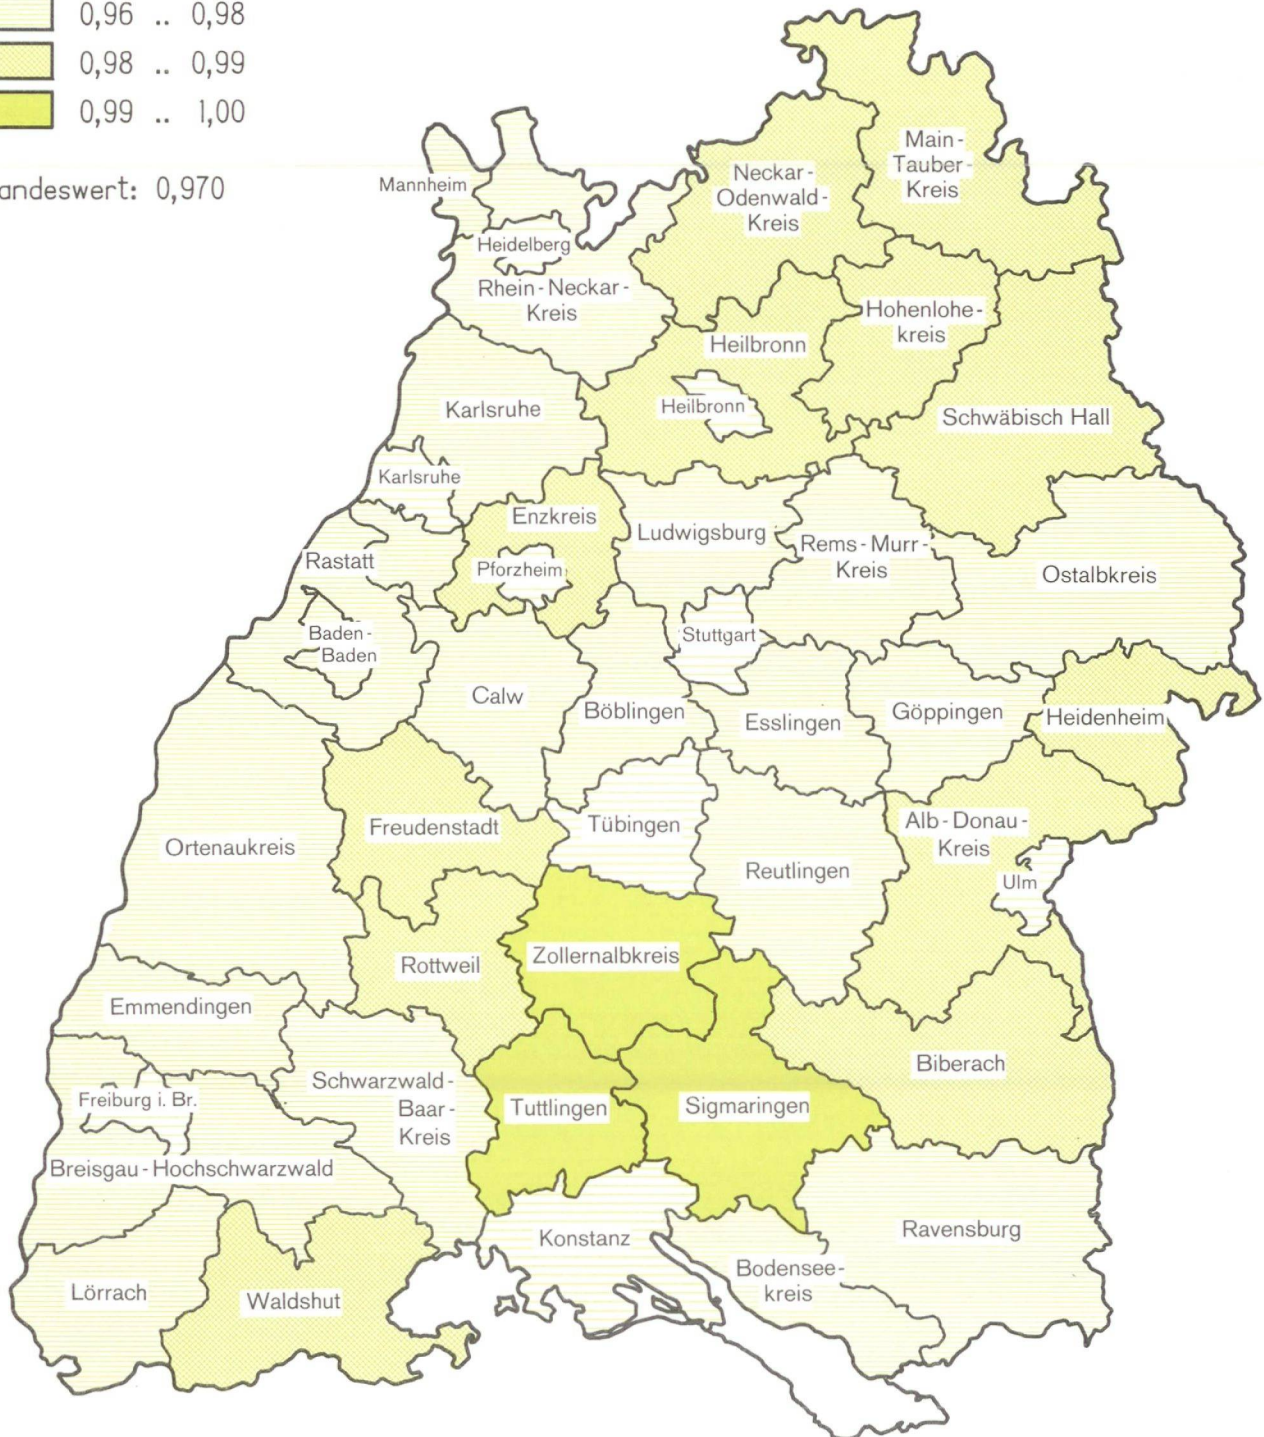 0,96 .. 0,98
0,98 .. 0,99
0,99 .. 1,00
andeswert: 0,970
Main-
Tauber-
Kreis
Neckar-
Odenwald-
Kreis
Mannheim
Heidelberg
Rhein-Neckar-
Kreis
Hohenlohe-
kreis
Heilbronn
Heilbronn
Karlsruhe
Schwäbisch Hall
Karlsruhe
Enzkreis
Ludwigsburg
Rems-Murr-
Kreis
Rastatt
Pforzheim
Ostalbkreis
Baden-
Baden
Stuttgart
Calw
Böblingen
Esslingen
Göppingen
Heidenheim
Freudenstadt
Tübingen
Alb-Donau-
Kreis
Ortenaukreis
Reutlingen
Ulm
Rottweil
Zollernalbkreis
Emmendingen
Biberach
Schwarzwald-
Baar-
Kreis
Freiburg i. Br.
Tuttlingen
Sigmaringen
Breisgau-Hochschwarzwald
Konstanz
Ravensburg
Bodensee-
kreis
Lörrach
Waldshut